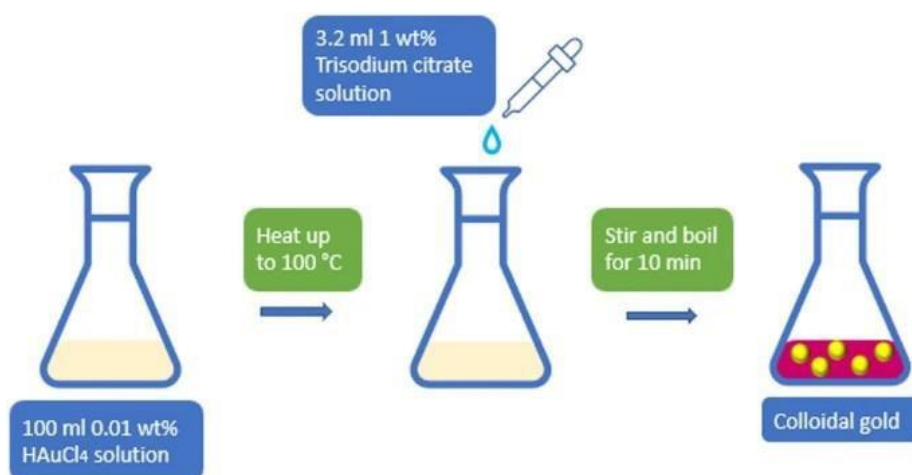 3.2 ml 1 wt%
Trisodium citrate
solution
Heat up
to 100 °C
Stir and boil
for 10 min
100 ml 0.01 wt%
HAuCl₄ solution
Colloidal gold